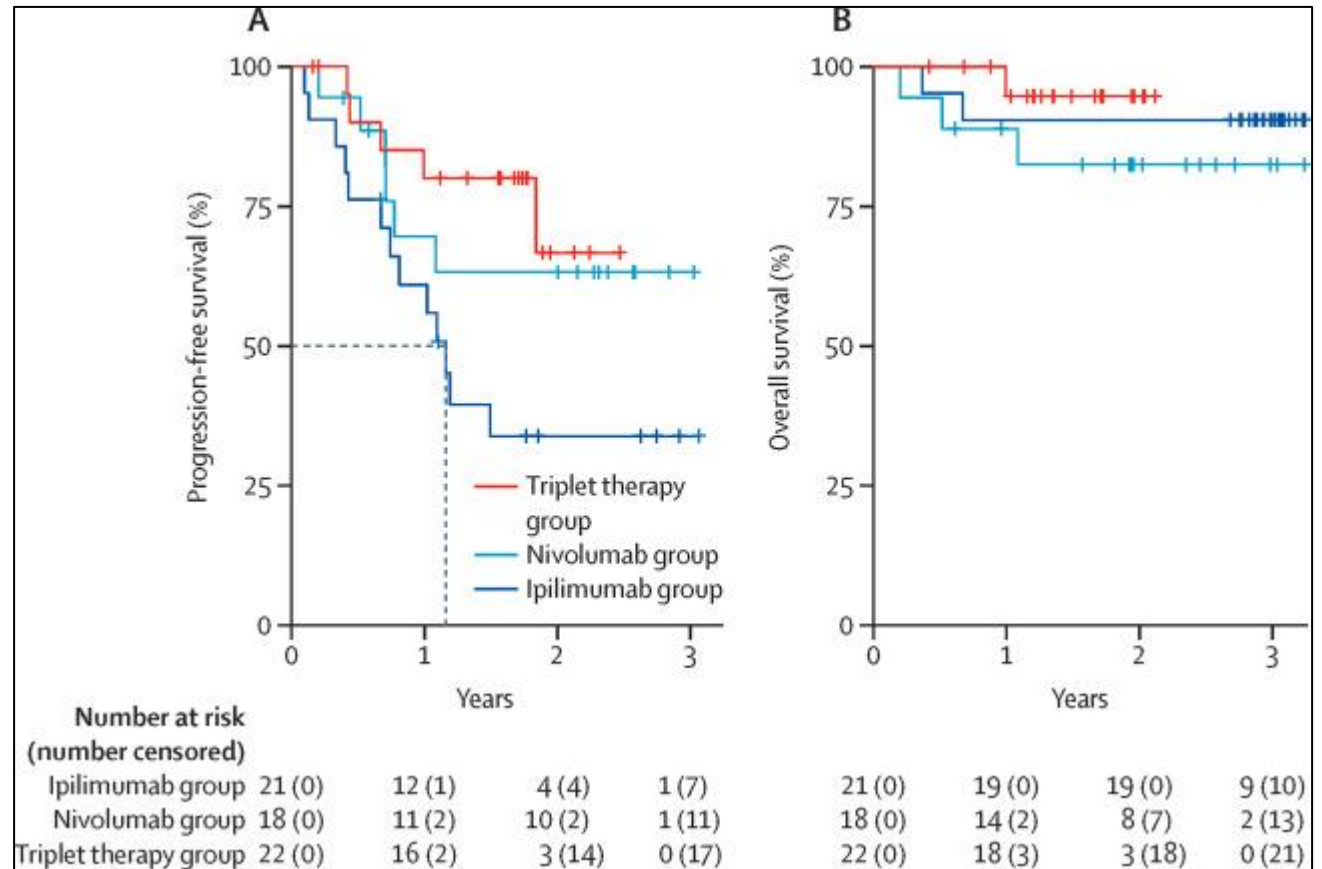 A
B
100
75
50
25
0
Progression-free survival (%)
Triplet therapy
group
Nivolumab group
Ipilimumab group
0 1 2 3
Years
100
75
50
25
0
Overall survival (%)
0 1 2 3
Years
Number at risk
(number censored)
Ipilimumab group 21 (0) 12 (1) 4 (4) 1 (7) 21 (0) 19 (0) 19 (0) 9 (10)
Nivolumab group 18 (0) 11 (2) 10 (2) 1 (11) 18 (0) 14 (2) 8 (7) 2 (13)
Triplet therapy group 22 (0) 16 (2) 3 (14) 0 (17) 22 (0) 18 (3) 3 (18) 0 (21)